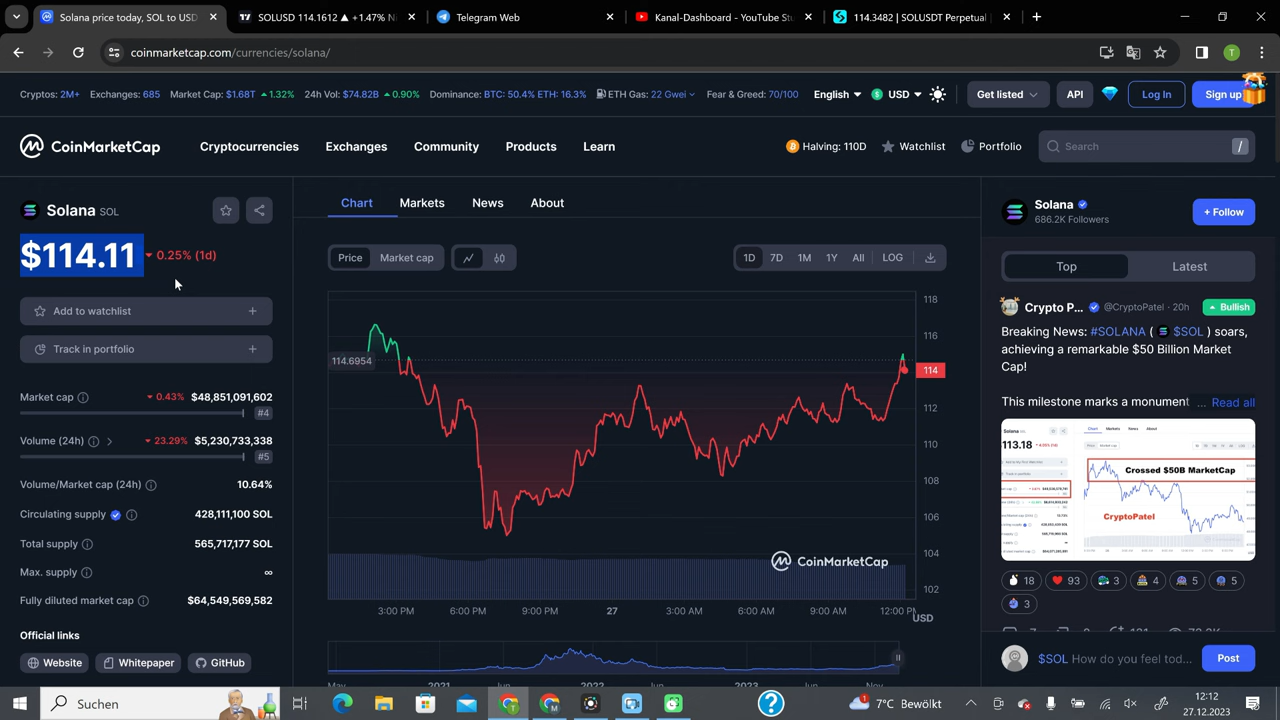 Solana price today, SOL to USD
SOLUSD 114.1612 ▲ +1.47%
Telegram Web
Kanal-Dashboard - YouTube Stu
114.3482 | SOLUSDT Perpetual
coinmarketcap.com/currencies/solana/
T
Cryptos: 2M+ Exchanges: 685 Market Cap: $1.68T 1.32% 24h Vol: $74.82B 0.90% Dominance: BTC: 50.4% ETH: 16.3% ETH Gas: 22 Gwei Fear & Greed: 70/100
English
USD
Get listed
API
Log In
Sign up
CoinMarketCap
Cryptocurrencies
Exchanges
Community
Products
Learn
Halving: 110D
Watchlist
Portfolio
Search
/
Solana SOL
$114.11 0.25% (1d)
Add to watchlist +
Track in portfolio +
Market cap 0.43% $48,851,091,602
#4
Volume (24h) 23.29% $5,230,723,338
#5
Volume/Market cap (24h) 10.64%
Circulating supply 428,111,100 SOL
Total supply 565,717,177 SOL
Max. supply ∞
Fully diluted market cap $64,549,569,582
Official links
Website
Whitepaper
GitHub
Chart
Markets
News
About
Price
Market cap
1D
7D
1M
1Y
All
LOG
118
116
114.6954
114
112
110
108
106
104
102
CoinMarketCap
3:00 PM
6:00 PM
9:00 PM
27
3:00 AM
6:00 AM
9:00 AM
12:00 PM
USD
2021
2022
2023
Solana
686.2K Followers
+ Follow
Top
Latest
Crypto P... @CryptoPatel · 20h
Bullish
Breaking News: #SOLANA ( $SOL ) soars,
achieving a remarkable $50 Billion Market
Cap!
This milestone marks a monument ... Read all
113.18
Crossed $50B MarketCap
CryptoPatel
18
93
3
4
5
5
3
$SOL How do you feel tod...
Post
Suchen
7°C Bewölkt
12:12
27.12.2023